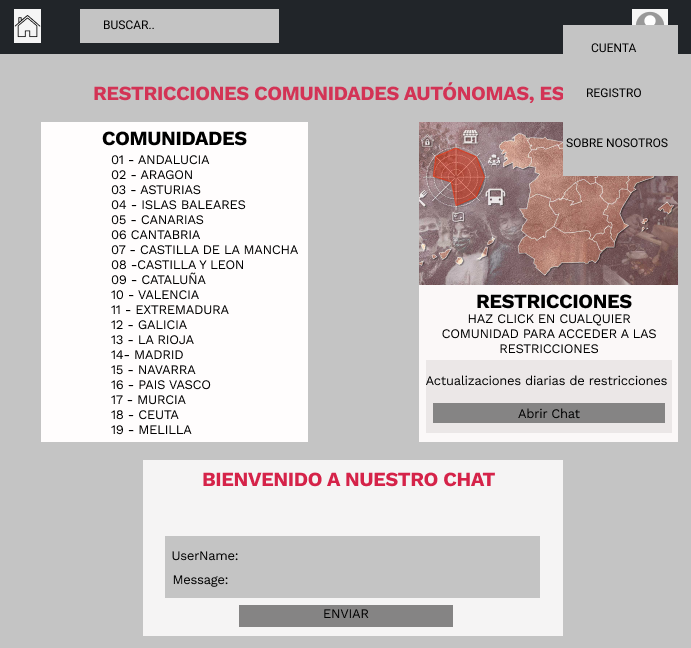 BUSCAR..
CUENTA
REGISTRO
SOBRE NOSOTROS
RESTRICCIONES COMUNIDADES AUTÓNOMAS, ES
COMUNIDADES
01 - ANDALUCIA
02 - ARAGON
03 - ASTURIAS
04 - ISLAS BALEARES
05 - CANARIAS
06 CANTABRIA
07 - CASTILLA DE LA MANCHA
08 -CASTILLA Y LEON
09 - CATALUÑA
10 - VALENCIA
11 - EXTREMADURA
12 - GALICIA
13 - LA RIOJA
14- MADRID
15 - NAVARRA
16 - PAIS VASCO
17 - MURCIA
18 - CEUTA
19 - MELILLA
RESTRICCIONES
HAZ CLICK EN CUALQUIER
COMUNIDAD PARA ACCEDER A LAS
RESTRICCIONES
Actualizaciones diarias de restricciones
Abrir Chat
BIENVENIDO A NUESTRO CHAT
UserName:
Message:
ENVIAR